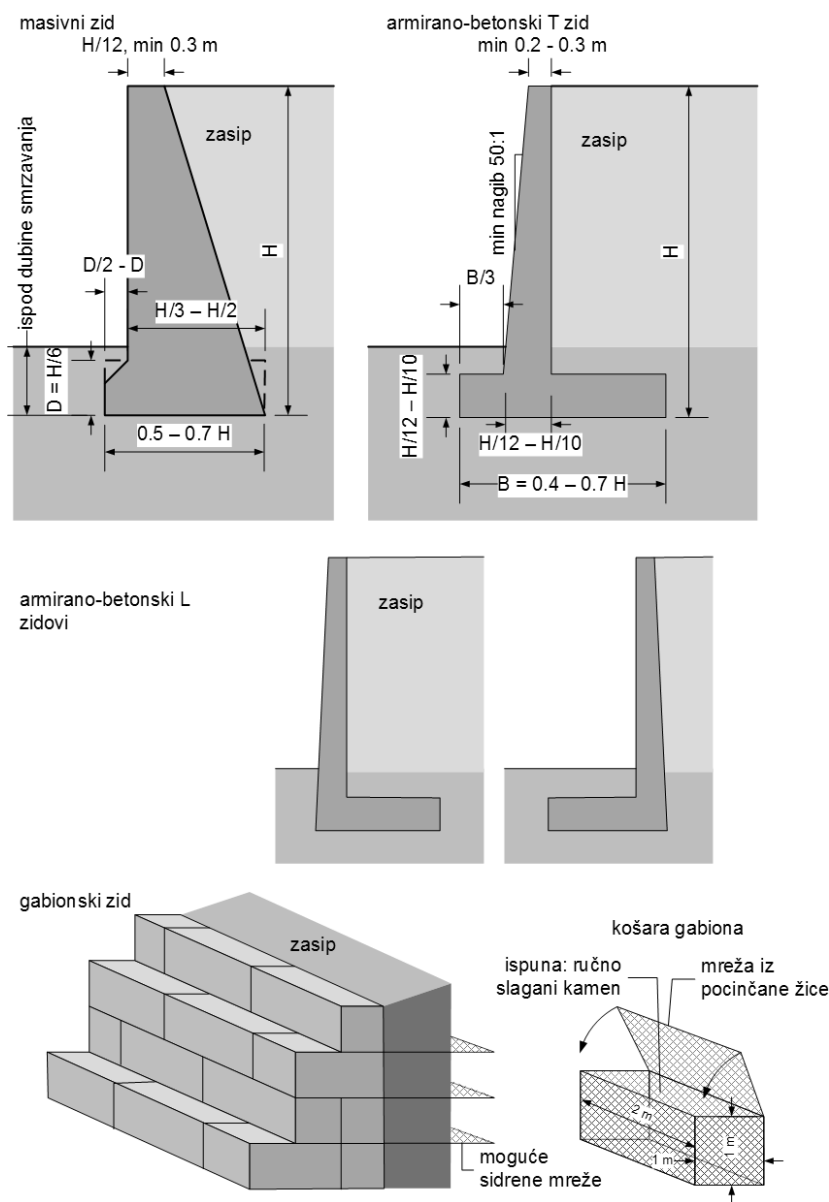 masivni zid
H/12, min 0.3 m
zasip
ispod dubine smrzavanja
D/2 - D
H
H/3 – H/2
D = H/6
0.5 – 0.7 H
armirano-betonski T zid
min 0.2 - 0.3 m
zasip
min nagib 50:1
H
B/3
H/12 – H/10
H/12 – H/10
B = 0.4 – 0.7 H
armirano-betonski L
zidovi
zasip
gabionski zid
zasip
moguće
sidrene mreže
košara gabiona
ispuna: ručno
slagani kamen
mreža iz
pocinčane žice
2 m
1 m
1 m